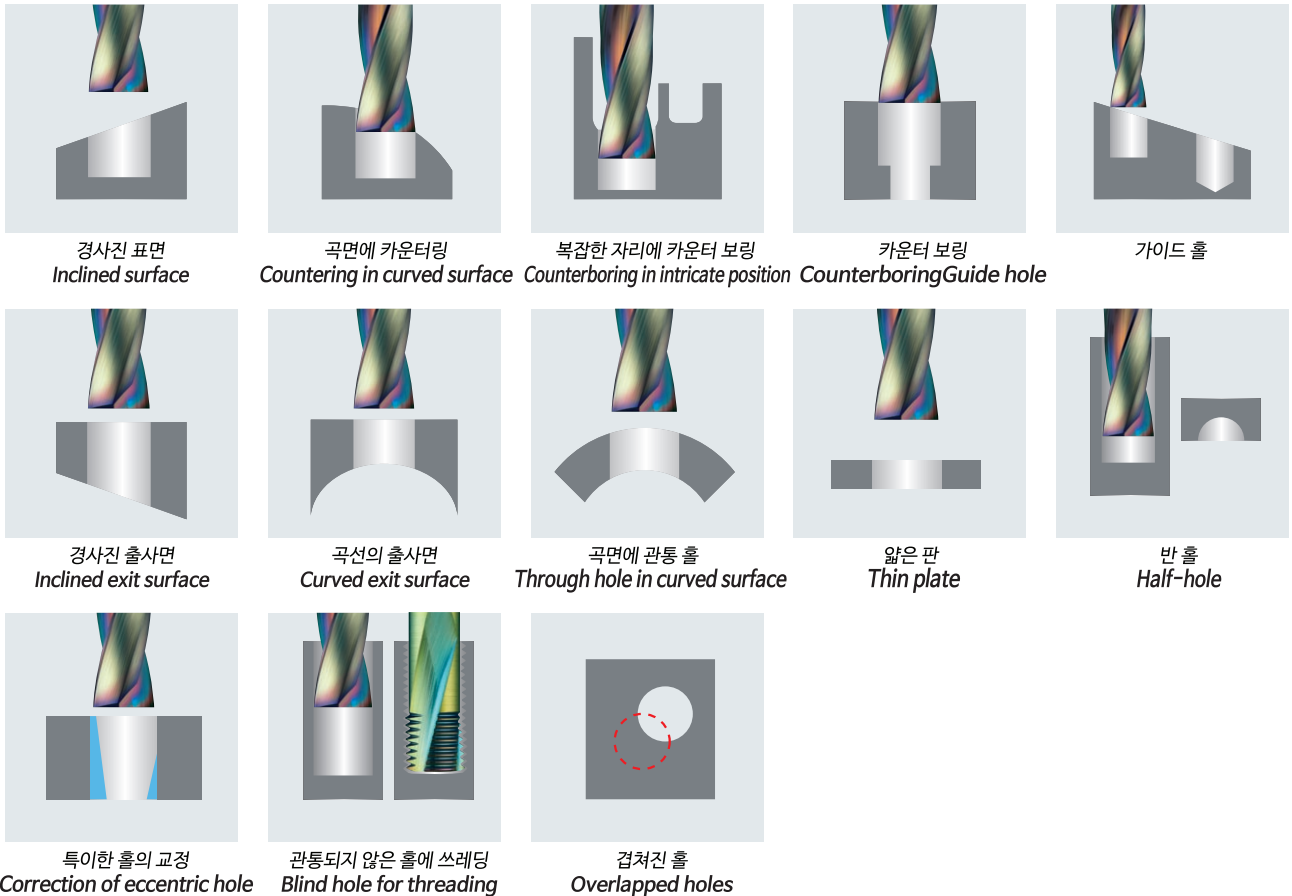 경사진 표면
Inclined surface
곡면에 카운터링
Countering in curved surface
복잡한 자리에 카운터 보링
Counterboring in intricate position
카운터 보링
CounterboringGuide hole
가이드 홀
경사진 출사면
Inclined exit surface
곡선의 출사면
Curved exit surface
곡면에 관통 홀
Through hole in curved surface
얇은 판
Thin plate
반 홀
Half-hole
특이한 홀의 교정
Correction of eccentric hole
관통되지 않은 홀에 쓰레딩
Blind hole for threading
겹쳐진 홀
Overlapped holes